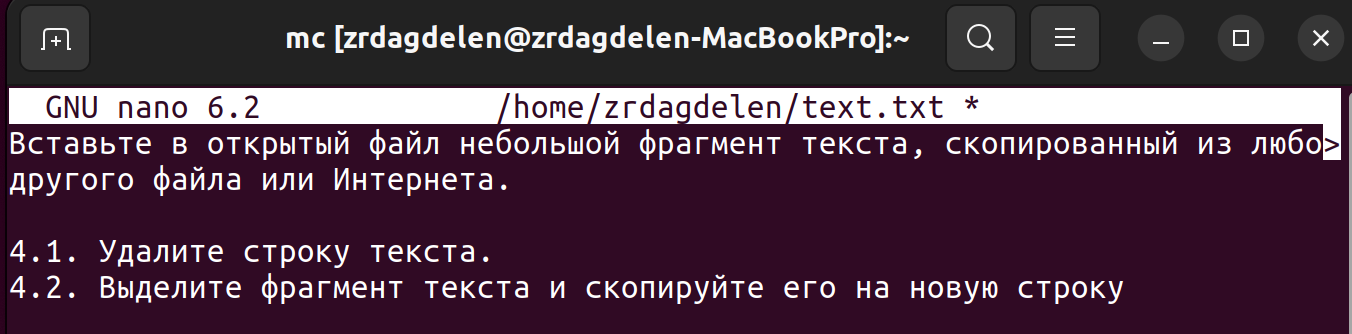 mc [zrdagdelen@zrdagdelen-MacBookPro]:~
GNU nano 6.2 /home/zrdagdelen/text.txt *
Вставьте в открытый файл небольшой фрагмент текста, скопированный из любо>
другого файла или Интернета.
4.1. Удалите строку текста.
4.2. Выделите фрагмент текста и скопируйте его на новую строку